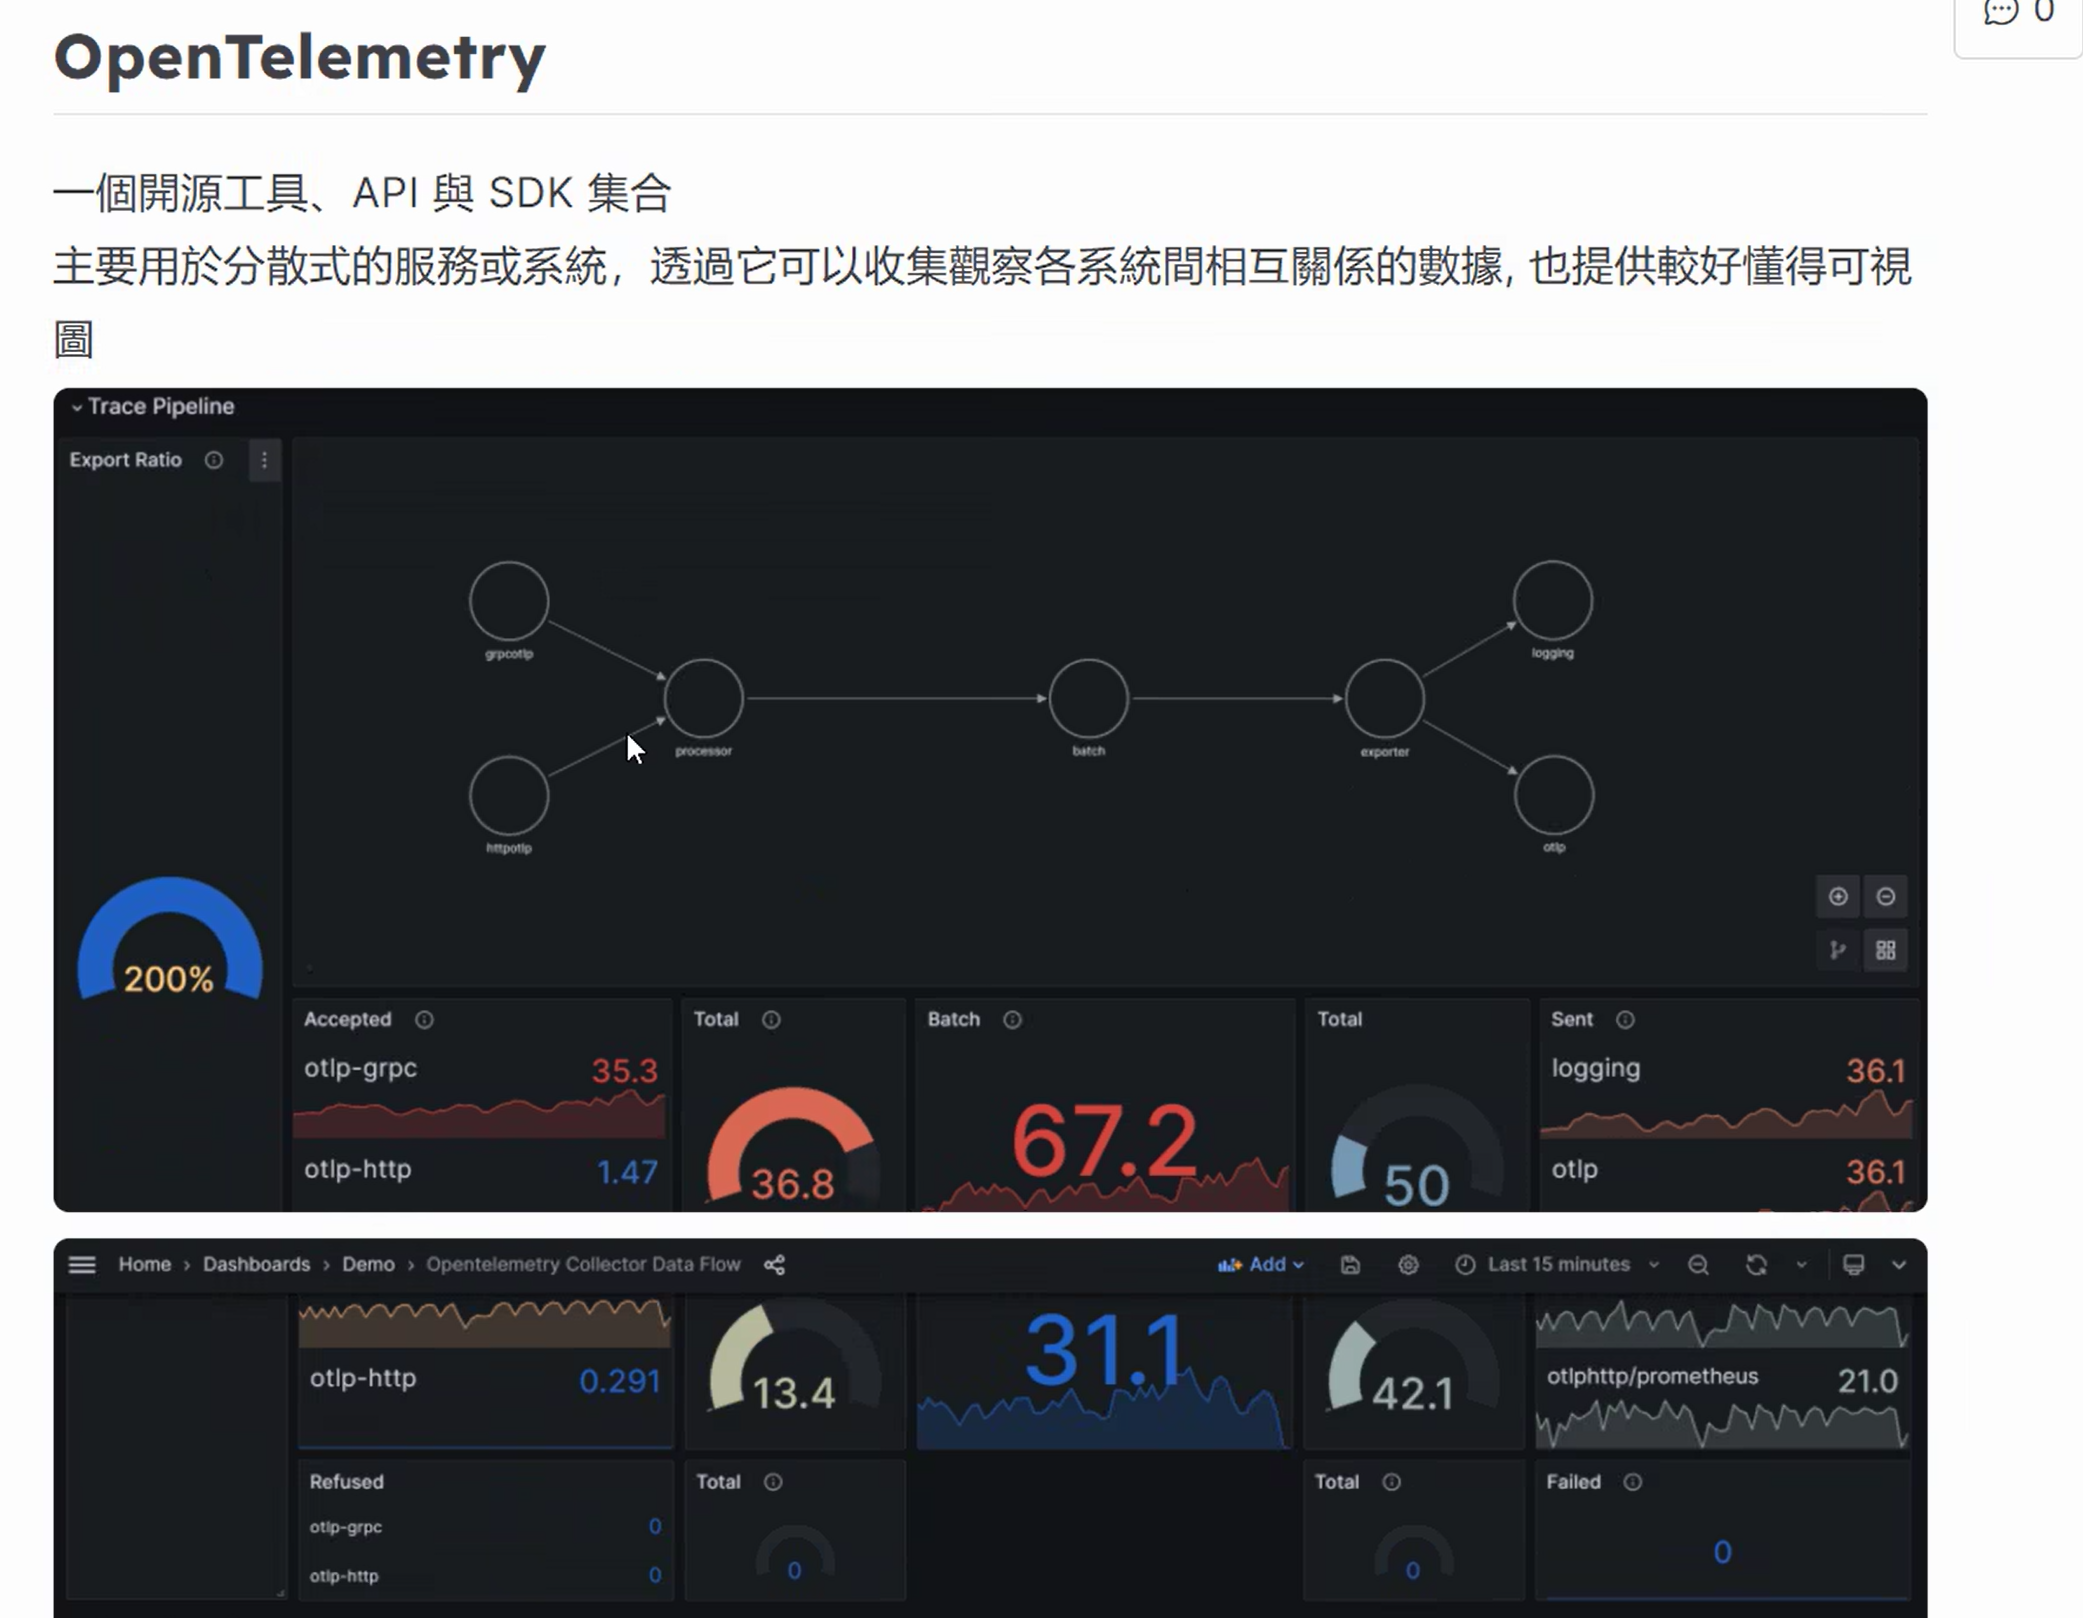 0
OpenTelemetry
一個開源工具、API 與 SDK 集合
主要用於分散式的服務或系統，透過它可以收集觀察各系統間相互關係的數據, 也提供較好懂得可視
圖
Trace Pipeline
Export Ratio
200%
grpcotlp
httpotlp
processor
batch
exporter
logging
otlp
Accepted
otlp-grpc 35.3
otlp-http 1.47
Total
36.8
Batch
67.2
Total
50
Sent
logging 36.1
otlp 36.1
Home › Dashboards › Demo › Opentelemetry Collector Data Flow
Add
Last 15 minutes
otlp-http 0.291
13.4
31.1
42.1
otlphttp/prometheus 21.0
Refused
otlp-grpc 0
otlp-http 0
Total
0
Total
0
Failed
0